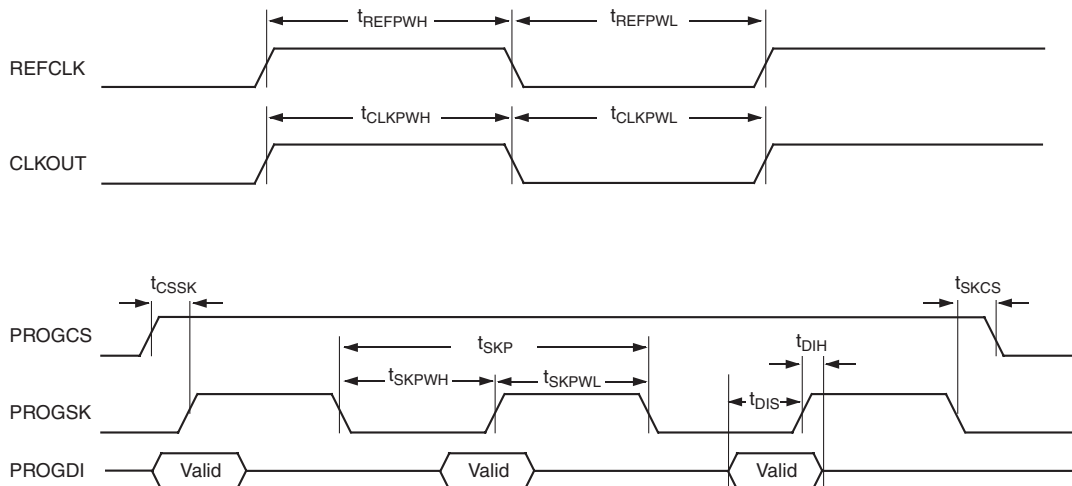 tREFPWH tREFPWL
REFCLK
tCLKPWH tCLKPWL
CLKOUT
tCSSK tSKCS
PROGCS
tSKP tDIH
tSKPWH tSKPWL
PROGSK tDIS
PROGDI Valid Valid Valid